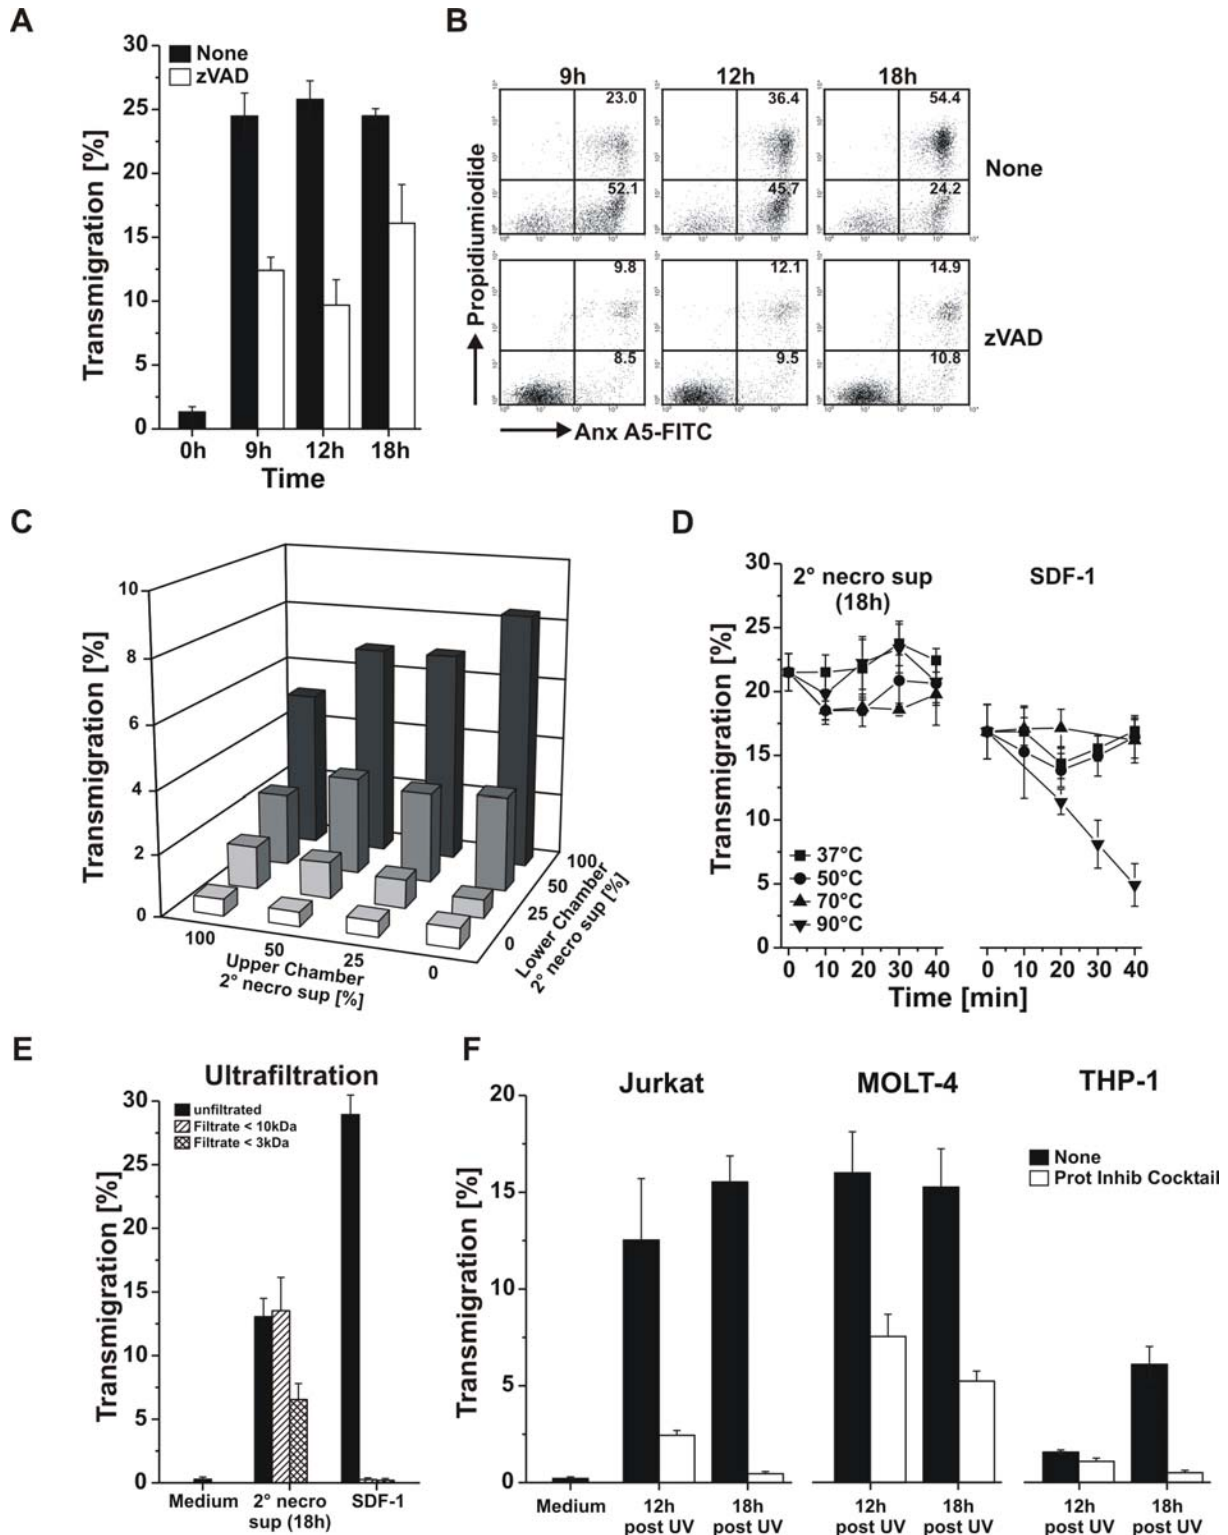 A
30
25
20
15
10
5
0
Transmigration [%]
None
zVAD
0h 9h 12h 18h
Time
B
9h 12h 18h
23.0 36.4 54.4
52.1 45.7 24.2
None
9.8 12.1 14.9
8.5 9.5 10.8
zVAD
Propidiumiodide
Anx A5-FITC
C
10
8
6
4
2
0
Transmigration [%]
100 50 25 0
Upper Chamber
2° necro sup [%]
100
50
25
0
Lower Chamber
2° necro sup [%]
D
30
25
20
15
10
5
0
Transmigration [%]
2° necro sup
(18h)
SDF-1
37°C
50°C
70°C
90°C
0 10 20 30 40 0 10 20 30 40
Time [min]
E
Ultrafiltration
30
25
20
15
10
5
0
Transmigration [%]
unfiltrated
Filtrate < 10kDa
Filtrate < 3kDa
Medium 2° necro SDF-1
sup (18h)
F
Jurkat MOLT-4 THP-1
20
15
10
5
0
Transmigration [%]
None
Prot Inhib Cocktail
Medium 12h 18h 12h 18h 12h 18h
post UV post UV post UV post UV post UV post UV